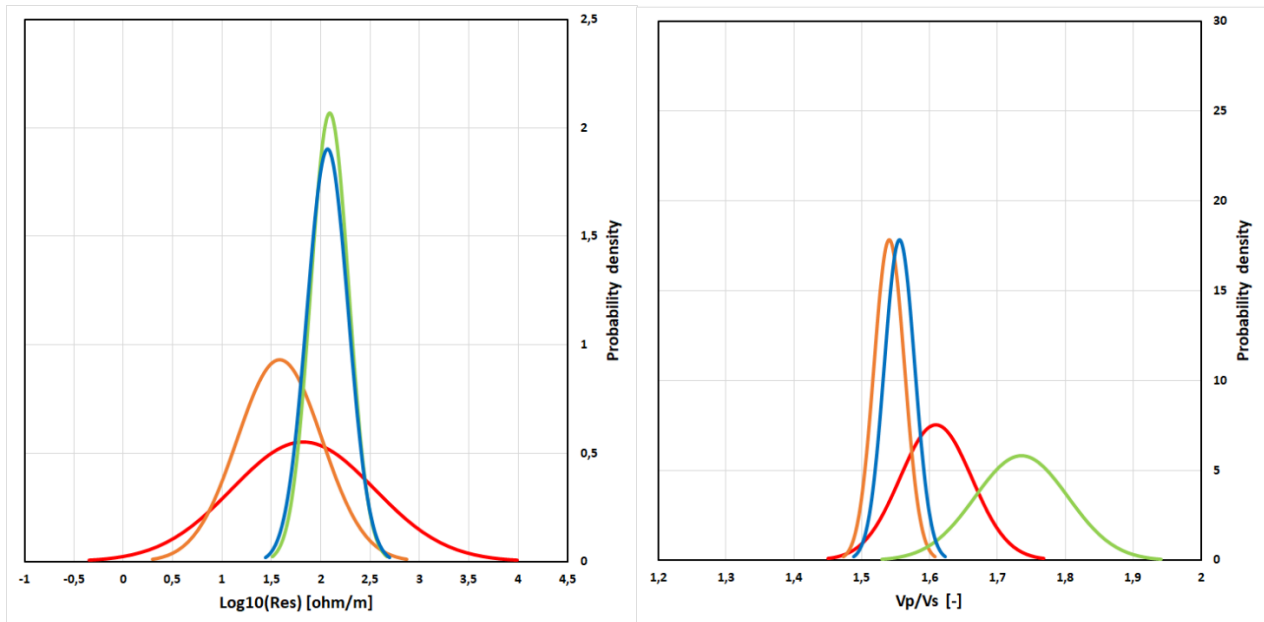 2,5
2
1,5
1
0,5
0
Probability density
-1 -0,5 0 0,5 1 1,5 2 2,5 3 3,5 4 4,5
Log10(Res) [ohm/m]
30
25
20
15
10
5
0
Probability density
1,2 1,3 1,4 1,5 1,6 1,7 1,8 1,9 2
Vp/Vs [-]